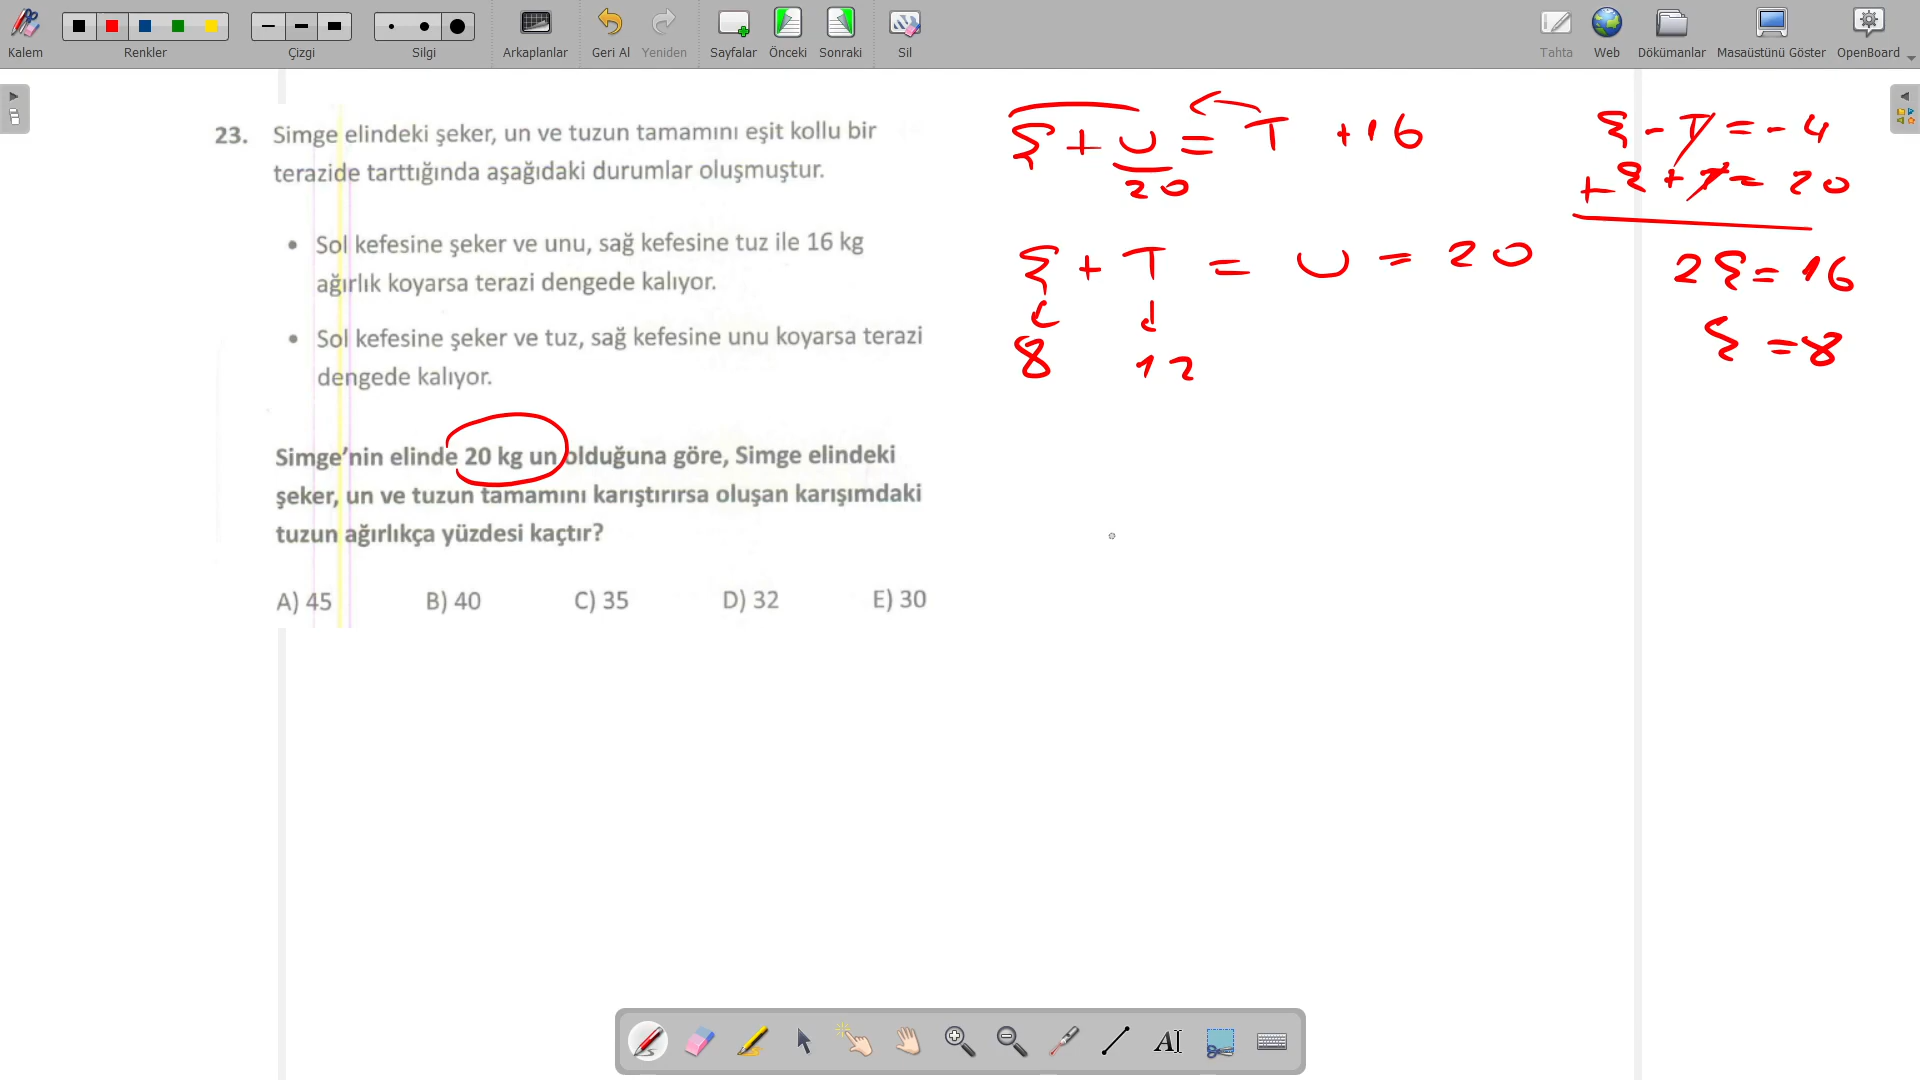 Kalem
Renkler
Çizgi
Silgi
Arkaplanlar
Geri Al
Yeniden
Sayfalar
Önceki
Sonraki
Sil
Tahta
Web
Dökümanlar
Masaüstünü Göster
OpenBoard
23. Simge elindeki şeker, un ve tuzun tamamını eşit kollu bir
terazide tarttığında aşağıdaki durumlar oluşmuştur.
• Sol kefesine şeker ve unu, sağ kefesine tuz ile 16 kg
ağırlık koyarsa terazi dengede kalıyor.
• Sol kefesine şeker ve tuz, sağ kefesine unu koyarsa terazi
dengede kalıyor.
Simge'nin elinde 20 kg un olduğuna göre, Simge elindeki
şeker, un ve tuzun tamamını karıştırırsa oluşan karışımdaki
tuzun ağırlıkça yüzdesi kaçtır?
A) 45 B) 40 C) 35 D) 32 E) 30
Ş + U = T + 16
20
Ş + T = U = 20
8 12
Ş - T = - 4
+ Ş + T = 20
2Ş = 16
Ş = 8